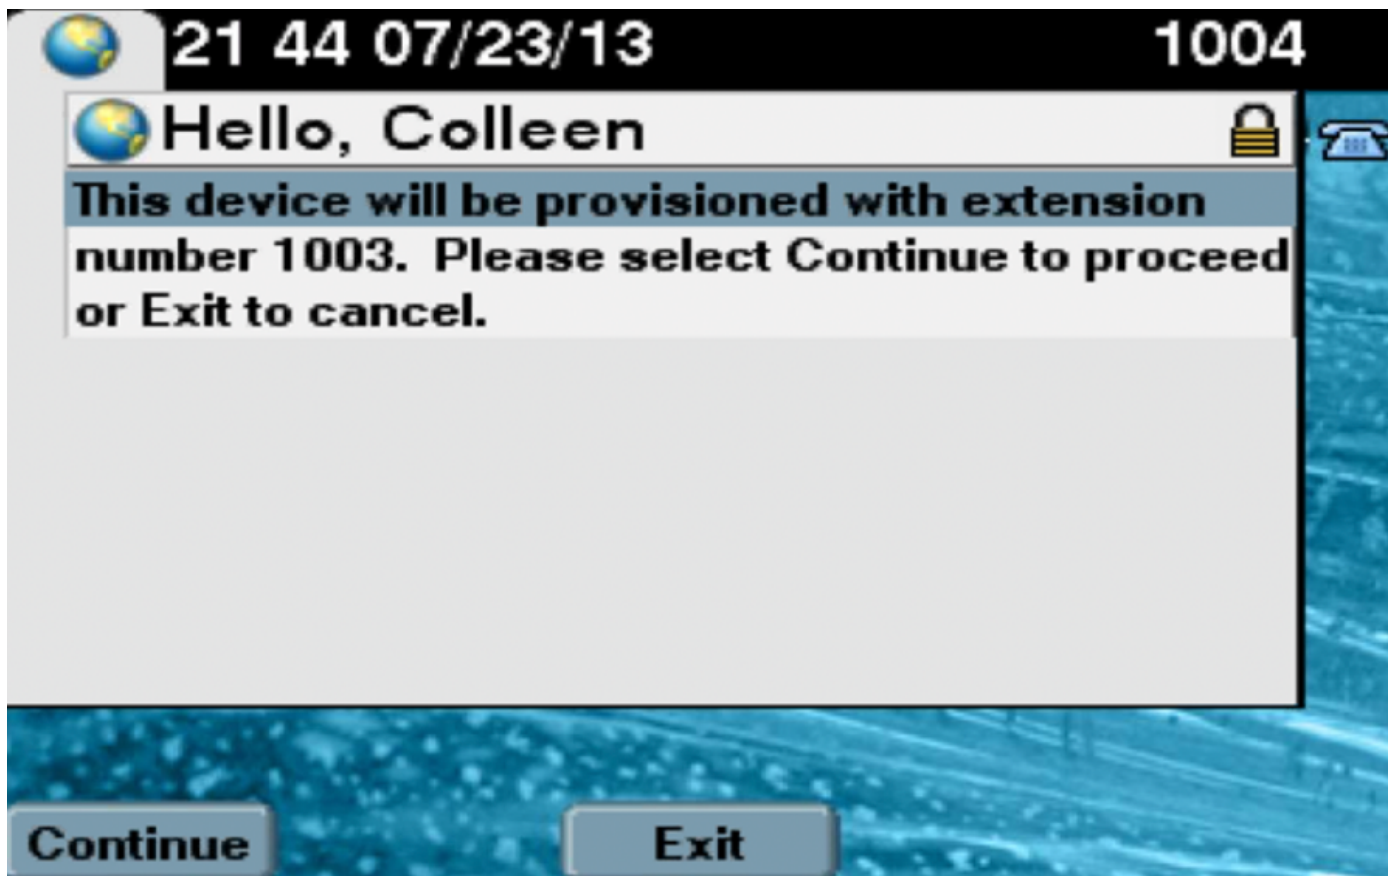 21 44 07/23/13 1004
Hello, Colleen
This device will be provisioned with extension
number 1003. Please select Continue to proceed
or Exit to cancel.
Continue Exit